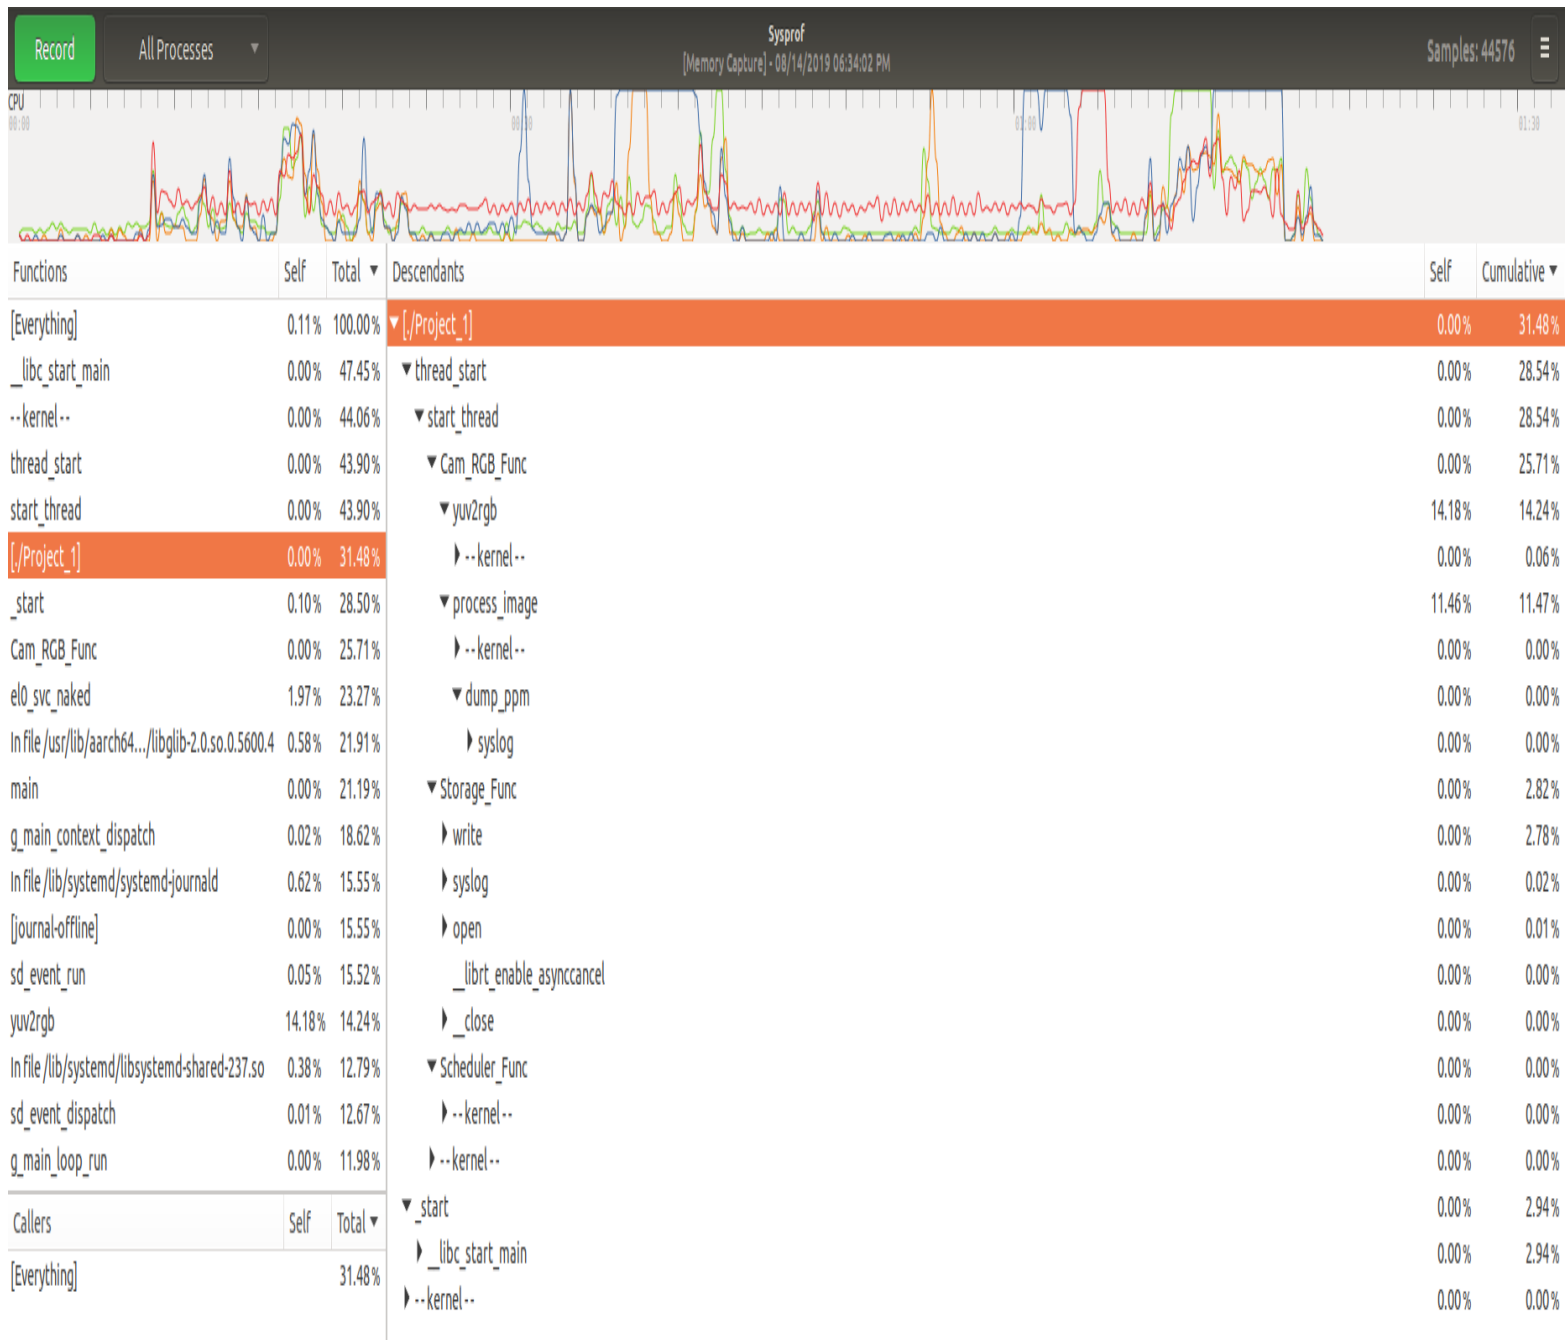 Record
All Processes
Sysprof
[Memory Capture] - 08/14/2019 06:34:02 PM
Samples: 44576
CPU
00:00
00:30
01:00
01:30
Functions Self Total
[Everything] 0.11% 100.00%
__libc_start_main 0.00% 47.45%
--kernel-- 0.00% 44.06%
thread_start 0.00% 43.90%
start_thread 0.00% 43.90%
[./Project_1] 0.00% 31.48%
_start 0.10% 28.50%
Cam_RGB_Func 0.00% 25.71%
el0_svc_naked 1.97% 23.27%
In file /usr/lib/aarch64.../libglib-2.0.so.0.5600.4 0.58% 21.91%
main 0.00% 21.19%
g_main_context_dispatch 0.02% 18.62%
In file /lib/systemd/systemd-journald 0.62% 15.55%
[journal-offline] 0.00% 15.55%
sd_event_run 0.05% 15.52%
yuv2rgb 14.18% 14.24%
In file /lib/systemd/libsystemd-shared-237.so 0.38% 12.79%
sd_event_dispatch 0.01% 12.67%
g_main_loop_run 0.00% 11.98%
Callers Self Total
[Everything] 31.48%
Descendants Self Cumulative
[./Project_1] 0.00% 31.48%
thread_start 0.00% 28.54%
start_thread 0.00% 28.54%
Cam_RGB_Func 0.00% 25.71%
yuv2rgb 14.18% 14.24%
--kernel-- 0.00% 0.06%
process_image 11.46% 11.47%
--kernel-- 0.00% 0.00%
dump_ppm 0.00% 0.00%
syslog 0.00% 0.00%
Storage_Func 0.00% 2.82%
write 0.00% 2.78%
syslog 0.00% 0.02%
open 0.00% 0.01%
__librt_enable_asynccancel 0.00% 0.00%
__close 0.00% 0.00%
Scheduler_Func 0.00% 0.00%
--kernel-- 0.00% 0.00%
--kernel-- 0.00% 0.00%
_start 0.00% 2.94%
__libc_start_main 0.00% 2.94%
--kernel-- 0.00% 0.00%